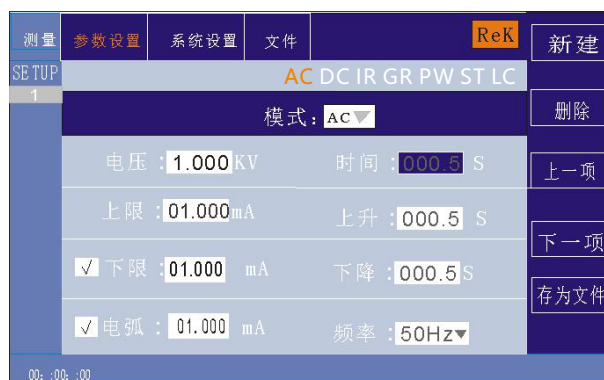 测量 参数设置 系统设置 文件 ReK 新建
SETUP AC DC IR GR PW ST LC
1
模式：AC 删除
电压：1.000 KV 时间：000.5 S 上一项
上限：01.000 mA 上升：000.5 S
√ 下限：01.000 mA 下降：000.5 S 下一项
存为文件
√ 电弧：01.000 mA 频率：50Hz
00: :00: :00